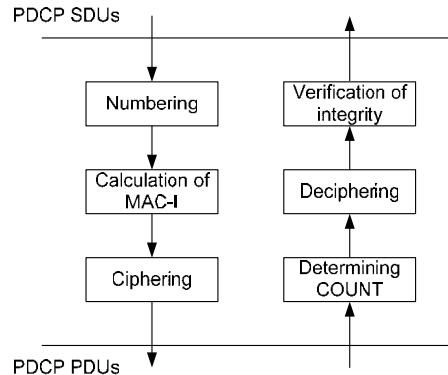 PDCP SDUs
Numbering
Calculation of
MAC-I
Ciphering
Verification of
integrity
Deciphering
Determining
COUNT
PDCP PDUs